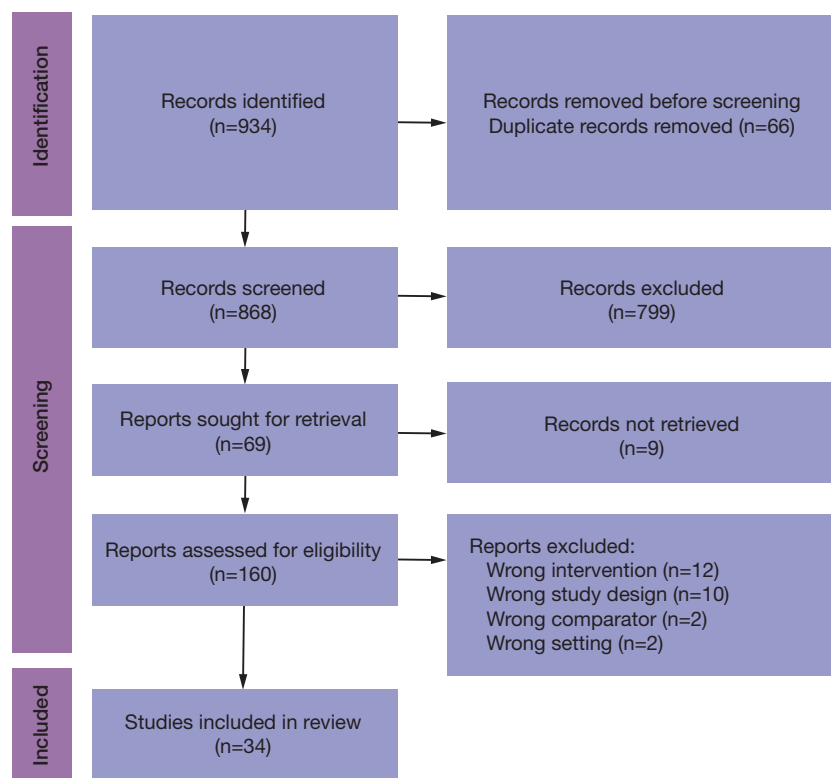 Identification
Records identified
(n=934)
Records removed before screening
Duplicate records removed (n=66)
Screening
Records screened
(n=868)
Records excluded
(n=799)
Reports sought for retrieval
(n=69)
Records not retrieved
(n=9)
Reports assessed for eligibility
(n=160)
Reports excluded:
Wrong intervention (n=12)
Wrong study design (n=10)
Wrong comparator (n=2)
Wrong setting (n=2)
Included
Studies included in review
(n=34)